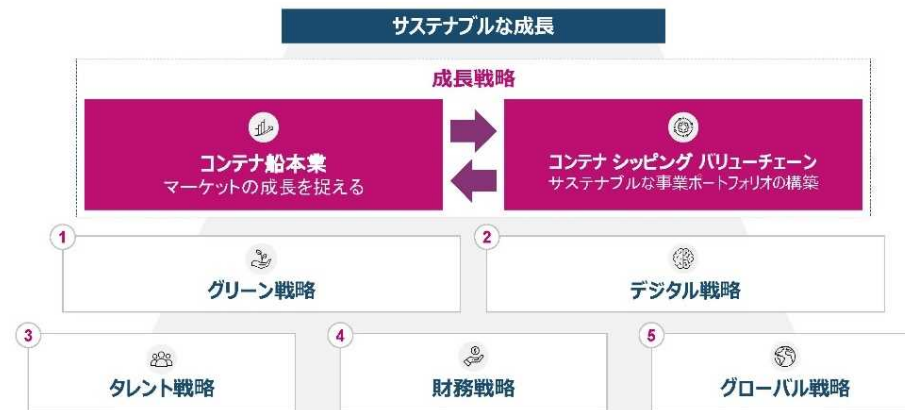 サステナブルな成長
成長戦略
コンテナ船本業
マーケットの成長を捉える
コンテナ シッピング バリューチェーン
サステナブルな事業ポートフォリオの構築
1
グリーン戦略
2
デジタル戦略
3
タレント戦略
4
財務戦略
5
グローバル戦略